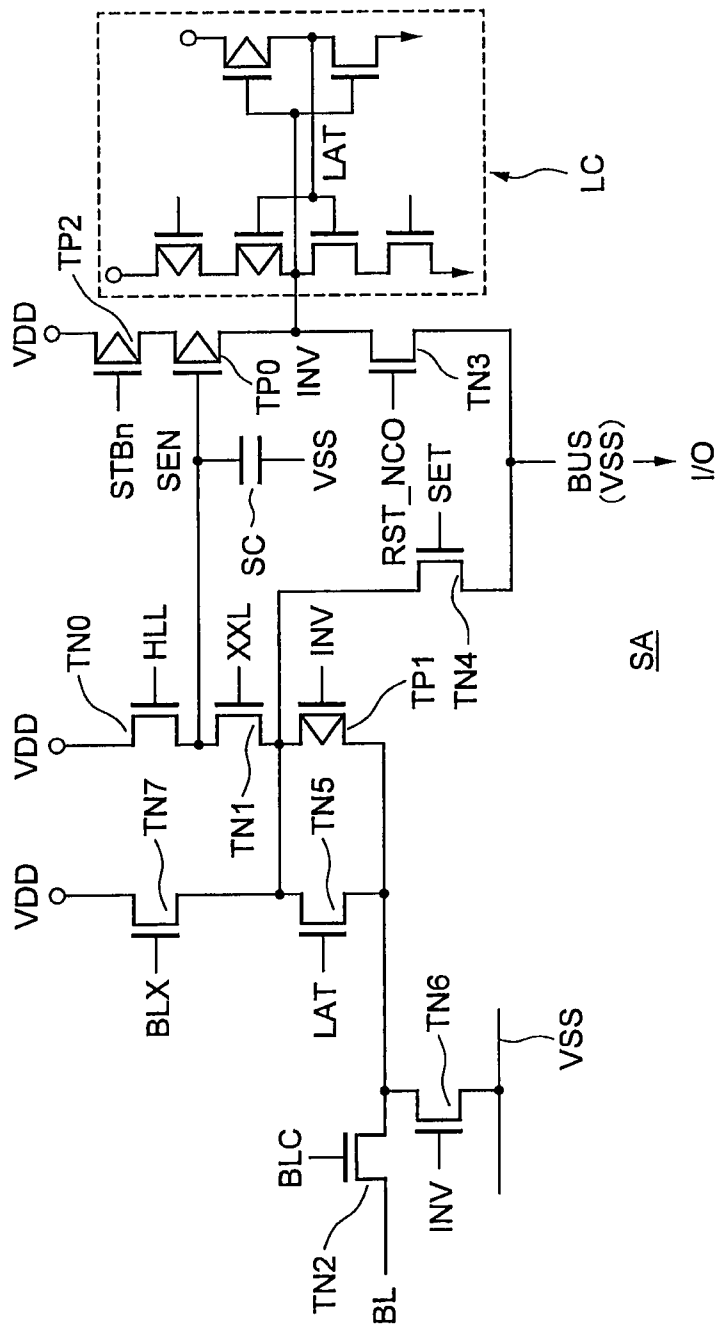 VDD
TN0
HLL
XXL
TN1
INV
TP1
VDD
TN7
BLX
LAT
TN5
BLC
TN2
BL
INV
TN6
VSS
VDD
TP2
STBn
SEN
TP0
INV
SC
VSS
RST_NCO
TN3
SET
TN4
BUS
(VSS)
I/O
LAT
LC
SA